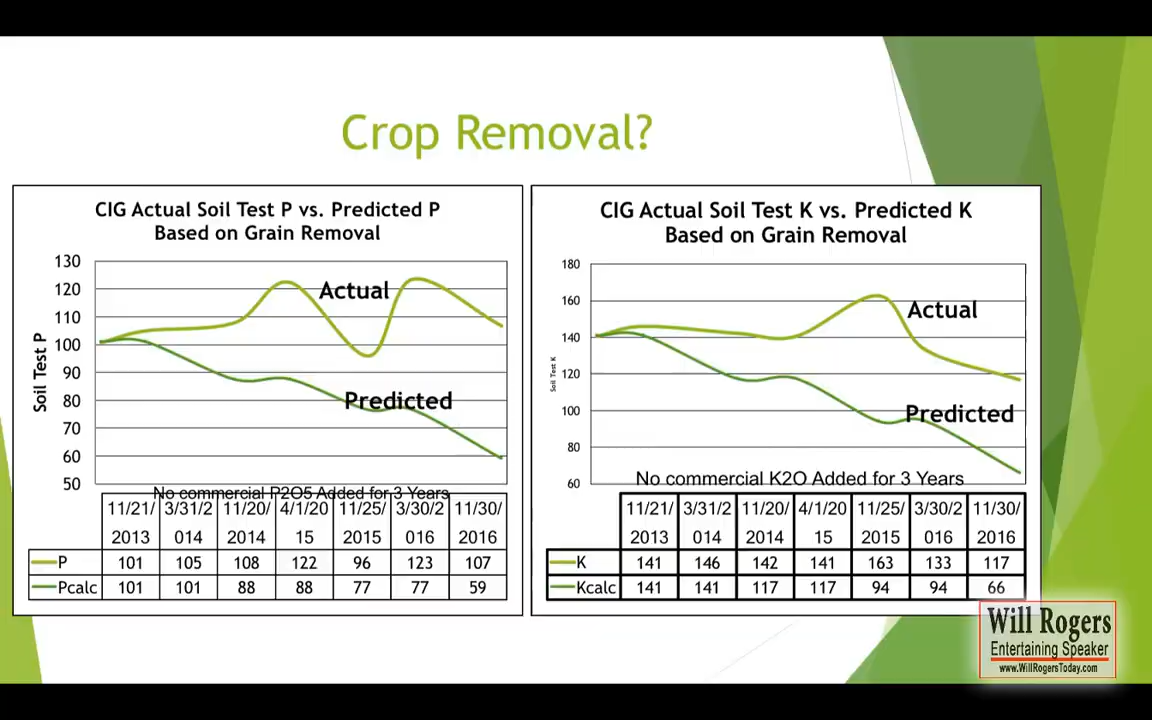 Crop Removal?
CIG Actual Soil Test P vs. Predicted P
Based on Grain Removal
130
120
110
100
90
80
70
60
50
Soil Test P
Actual
Predicted
No commercial P2O5 Added for 3 Years
11/21/ 3/31/2 11/20/ 4/1/20 11/25/ 3/30/2 11/30/
2013 014 2014 15 2015 016 2016
P 101 105 108 122 96 123 107
Pcalc 101 101 88 88 77 77 59
CIG Actual Soil Test K vs. Predicted K
Based on Grain Removal
180
160
140
120
100
80
60
Soil Test K
Actual
Predicted
No commercial K2O Added for 3 Years
11/21/ 3/31/2 11/20/ 4/1/20 11/25/ 3/30/2 11/30/
2013 014 2014 15 2015 016 2016
K 141 146 142 141 163 133 117
Kcalc 141 141 117 117 94 94 66
Will Rogers
Entertaining Speaker
www.WillRogersToday.com